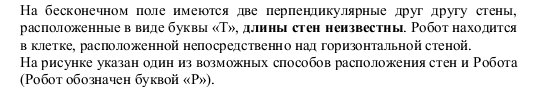 На бесконечном поле имеются две перпендикулярные друг другу стены,
расположенные в виде буквы «Т», длины стен неизвестны. Робот находится
в клетке, расположенной непосредственно над горизонтальной стеной.
На рисунке указан один из возможных способов расположения стен и Робота
(Робот обозначен буквой «Р»).